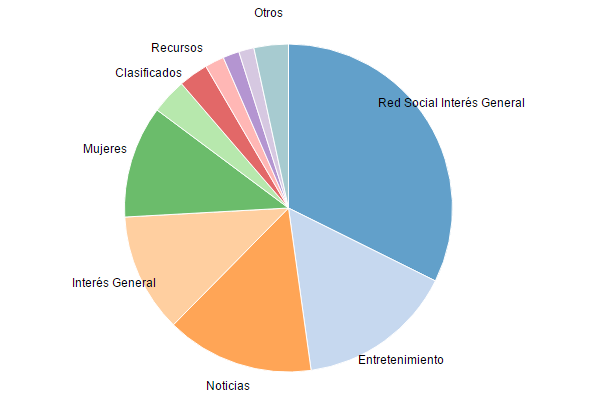 Otros
Recursos
Clasificados
Red Social Interés General
Mujeres
Interés General
Entretenimiento
Noticias